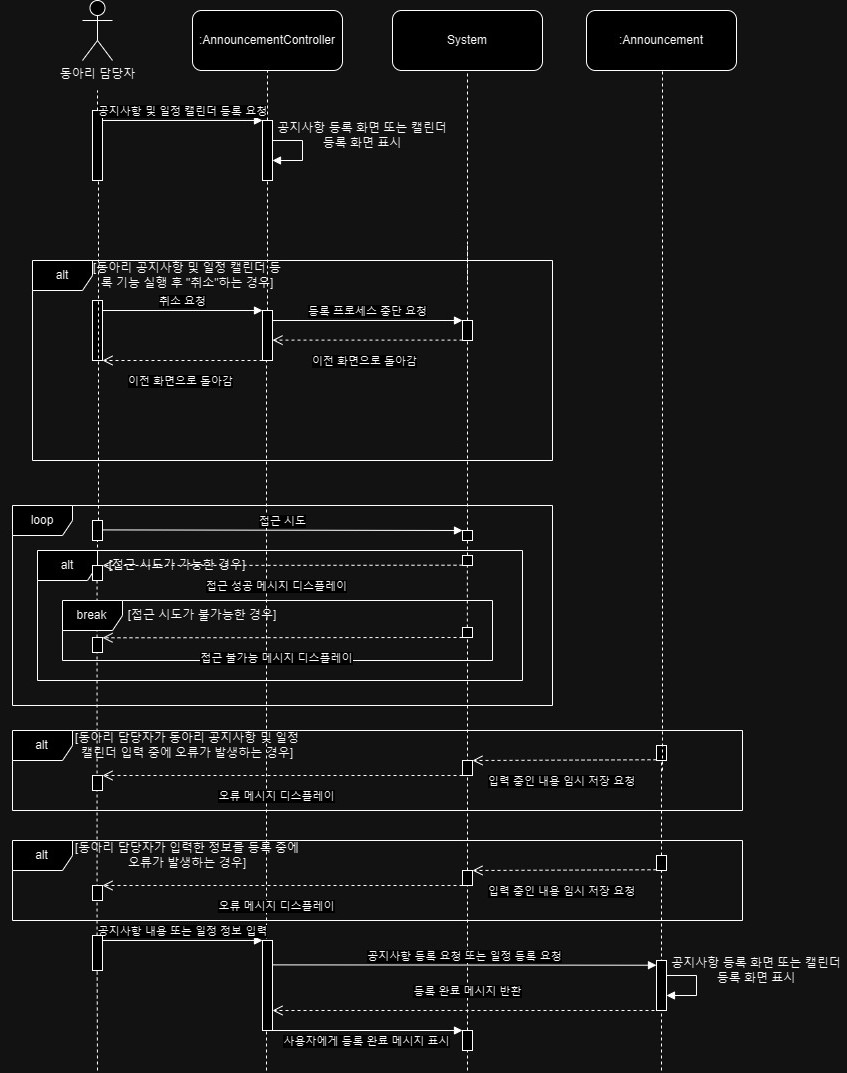 :AnnouncementController
System
:Announcement
동아리 담당자
공지사항 및 일정 캘린더 등록 요청
공지사항 등록 화면 또는 캘린더
등록 화면 표시
alt
[동아리 공지사항 및 일정 캘린더 등
록 기능 실행 후 "취소"하는 경우]
취소 요청
등록 프로세스 중단 요청
이전 화면으로 돌아감
이전 화면으로 돌아감
loop
접근 시도
alt
[접근 시도가 가능한 경우]
접근 성공 메시지 디스플레이
break
[접근 시도가 불가능한 경우]
접근 불가능 메시지 디스플레이
alt
[동아리 담당자가 동아리 공지사항 및 일정
캘린더 입력 중에 오류가 발생하는 경우]
입력 중인 내용 임시 저장 요청
오류 메시지 디스플레이
alt
[동아리 담당자가 입력한 정보를 등록 중에
오류가 발생하는 경우]
입력 중인 내용 임시 저장 요청
오류 메시지 디스플레이
공지사항 내용 또는 일정 정보 입력
공지사항 등록 요청 또는 일정 등록 요청
공지사항 등록 화면 또는 캘린더
등록 화면 표시
등록 완료 메시지 반환
사용자에게 등록 완료 메시지 표시